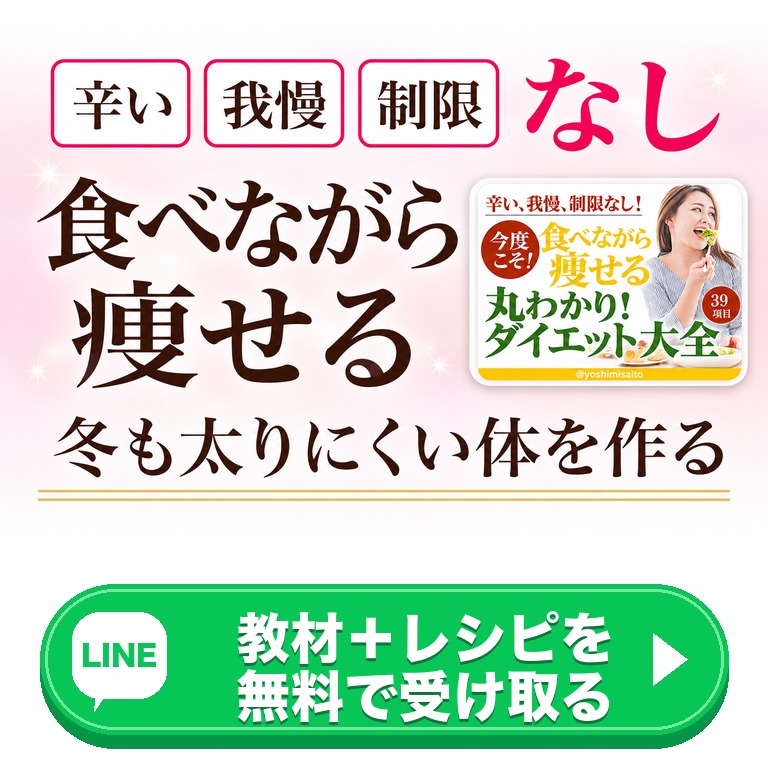 辛い 我慢 制限 なし
食べながら
痩せる
辛い、我慢、制限なし!
今度
こそ!
食べながら
痩せる
丸わかり!
ダイエット大全
39
項目
@yoshimisaito
冬も太りにくい体を作る
LINE
教材+レシピを
無料で受け取る